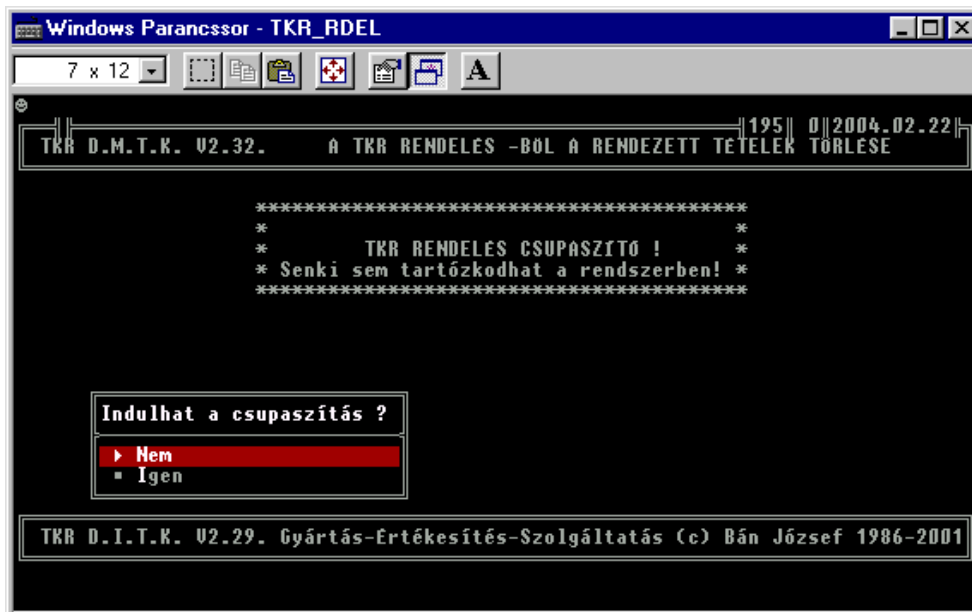 Windows Parancssor - TKR_RDEL
7 x 12
A
195 0 2004.02.22
TKR D.M.T.K. V2.32. A TKR RENDELÉS -BÖL A RENDEZETT TÉTELEK TÖRLÉSE
*****************************************
* *
* TKR RENDELÉS CSUPASZÍTÓ ! *
* Senki sem tartózkodhat a rendszerben! *
*****************************************
Indulhat a csupaszítás ?
Nem
Igen
TKR D.I.T.K. V2.29. Gyártás-Értékesítés-Szolgáltatás (c) Bán József 1986-2001